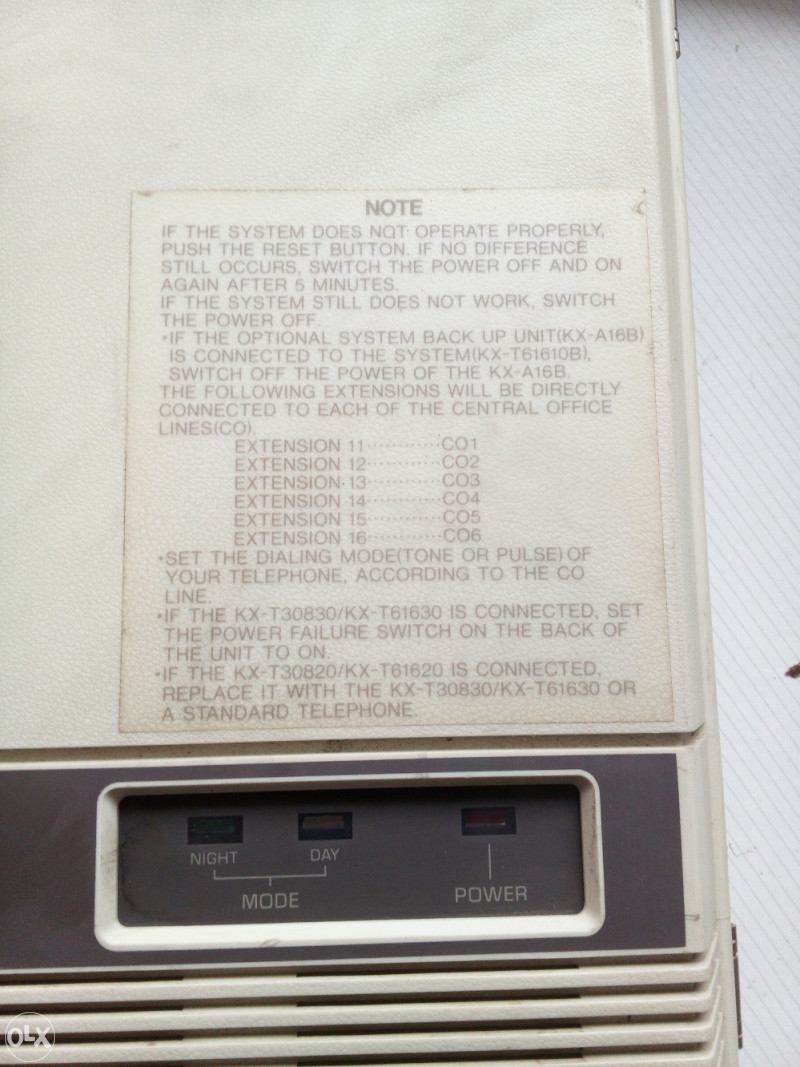 NOTE
IF THE SYSTEM DOES NOT OPERATE PROPERLY,
PUSH THE RESET BUTTON. IF NO DIFFERENCE
STILL OCCURS, SWITCH THE POWER OFF AND ON
AGAIN AFTER 5 MINUTES.
IF THE SYSTEM STILL DOES NOT WORK, SWITCH
THE POWER OFF.
•IF THE OPTIONAL SYSTEM BACK UP UNIT(KX-A16B)
IS CONNECTED TO THE SYSTEM(KX-T61610B),
SWITCH OFF THE POWER OF THE KX-A16B.
THE FOLLOWING EXTENSIONS WILL BE DIRECTLY
CONNECTED TO EACH OF THE CENTRAL OFFICE
LINES(CO).
EXTENSION 11············CO1
EXTENSION 12············CO2
EXTENSION 13············CO3
EXTENSION 14············CO4
EXTENSION 15············CO5
EXTENSION 16············CO6
•SET THE DIALING MODE(TONE OR PULSE) OF
YOUR TELEPHONE, ACCORDING TO THE CO
LINE.
•IF THE KX-T30830/KX-T61630 IS CONNECTED, SET
THE POWER FAILURE SWITCH ON THE BACK OF
THE UNIT TO ON.
•IF THE KX-T30820/KX-T61620 IS CONNECTED,
REPLACE IT WITH THE KX-T30830/KX-T61630 OR
A STANDARD TELEPHONE.
NIGHT DAY
MODE POWER
OLX